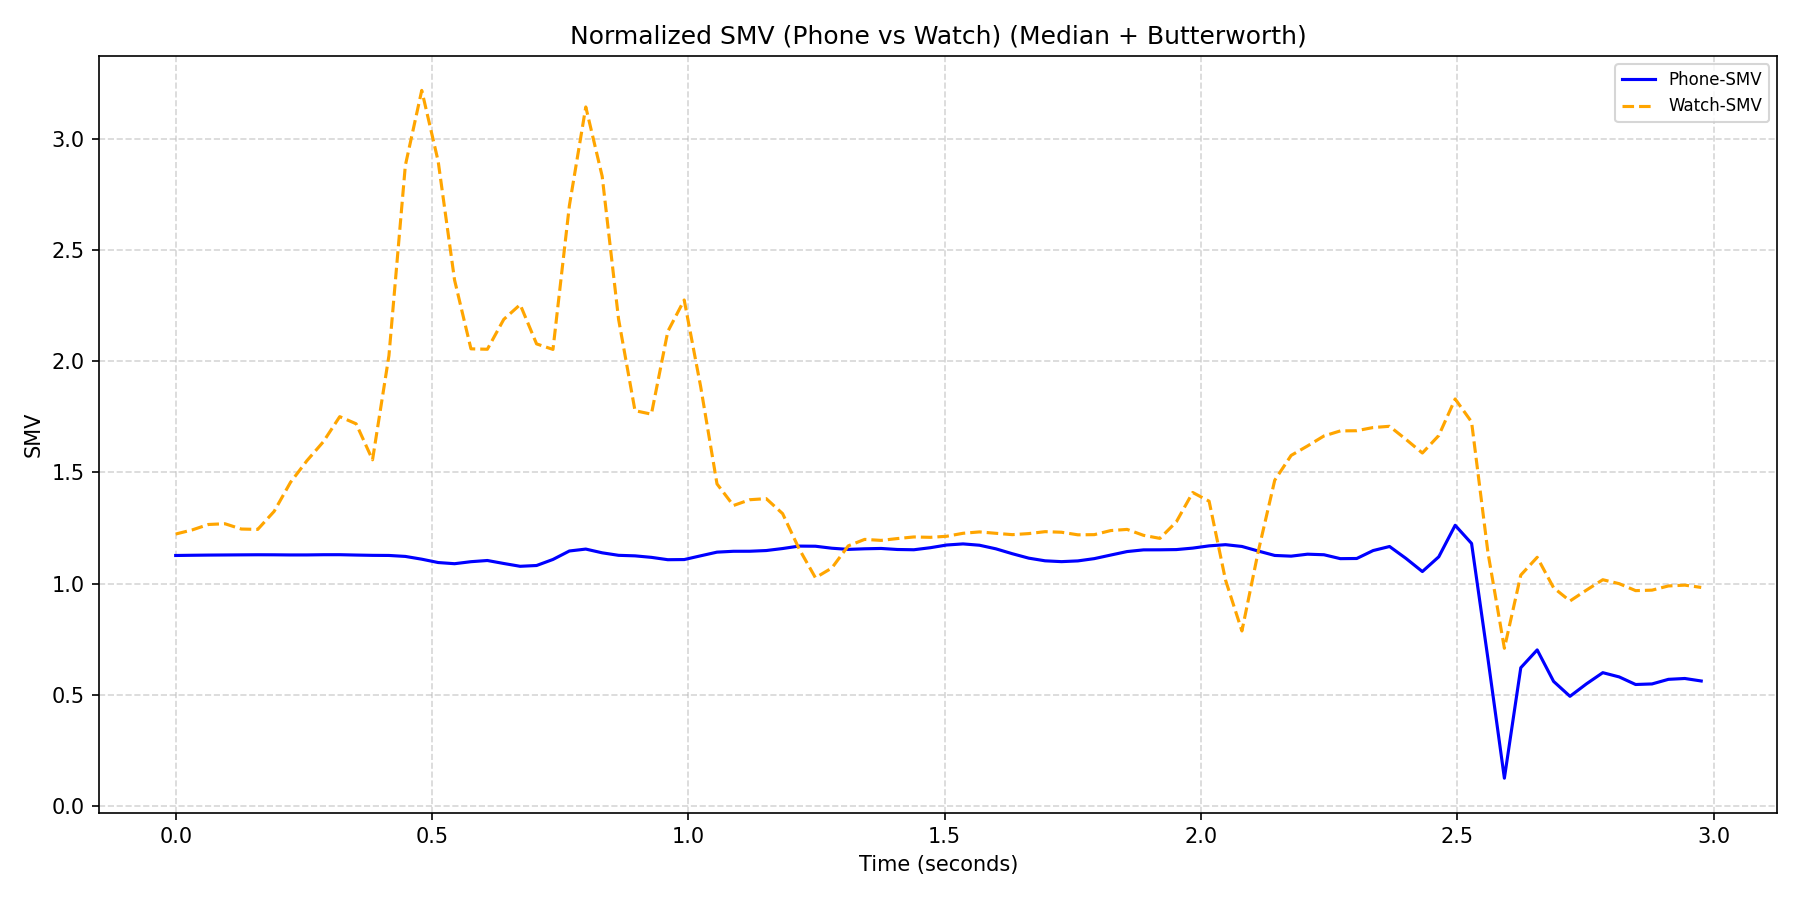 Normalized SMV (Phone vs Watch) (Median + Butterworth)
Phone-SMV
Watch-SMV
SMV
3.0
2.5
2.0
1.5
1.0
0.5
0.0
0.0 0.5 1.0 1.5 2.0 2.5 3.0
Time (seconds)